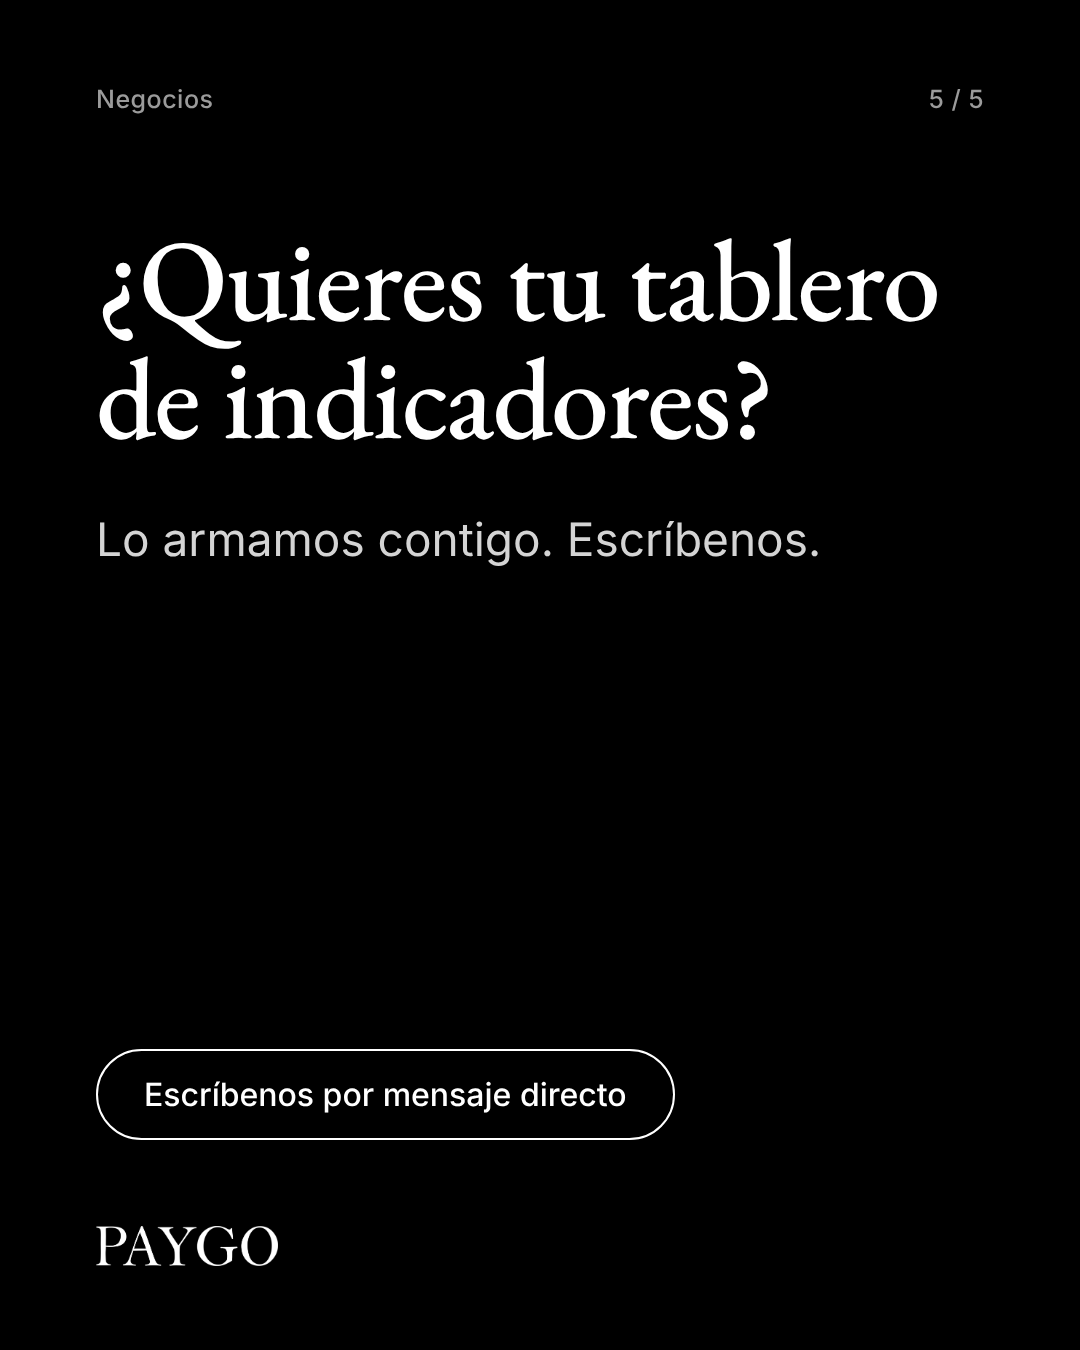 Negocios
5 / 5
¿Quieres tu tablero
de indicadores?
Lo armamos contigo. Escríbenos.
Escríbenos por mensaje directo
PAYGO